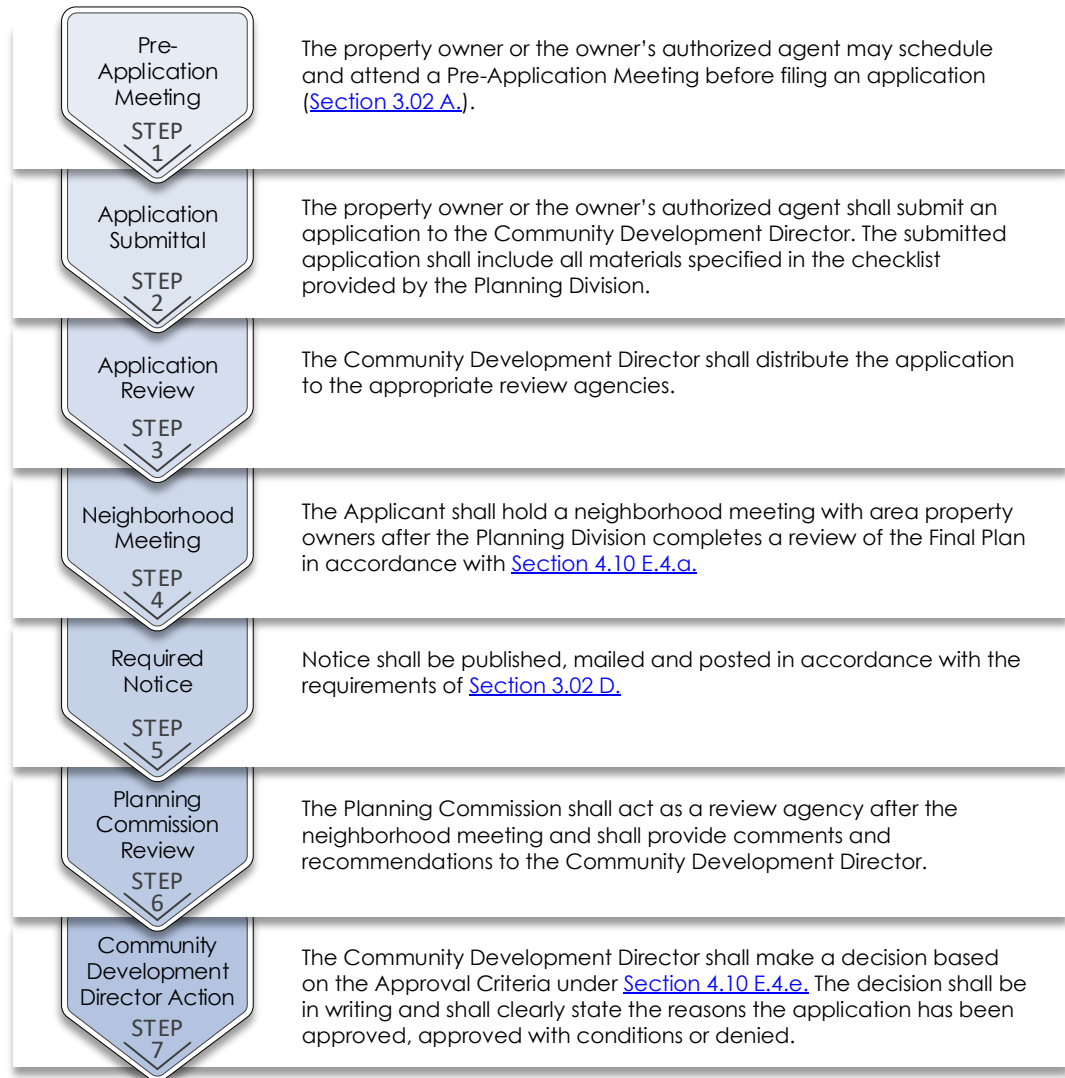 Pre-
Application
Meeting
STEP
1
The property owner or the owner’s authorized agent may schedule
and attend a Pre-Application Meeting before filing an application
(Section 3.02 A.).
Application
Submittal
STEP
2
The property owner or the owner’s authorized agent shall submit an
application to the Community Development Director. The submitted
application shall include all materials specified in the checklist
provided by the Planning Division.
Application
Review
STEP
3
The Community Development Director shall distribute the application
to the appropriate review agencies.
Neighborhood
Meeting
STEP
4
The Applicant shall hold a neighborhood meeting with area property
owners after the Planning Division completes a review of the Final Plan
in accordance with Section 4.10 E.4.a.
Required
Notice
STEP
5
Notice shall be published, mailed and posted in accordance with the
requirements of Section 3.02 D.
Planning
Commission
Review
STEP
6
The Planning Commission shall act as a review agency after the
neighborhood meeting and shall provide comments and
recommendations to the Community Development Director.
Community
Development
Director Action
STEP
7
The Community Development Director shall make a decision based
on the Approval Criteria under Section 4.10 E.4.e. The decision shall be
in writing and shall clearly state the reasons the application has been
approved, approved with conditions or denied.